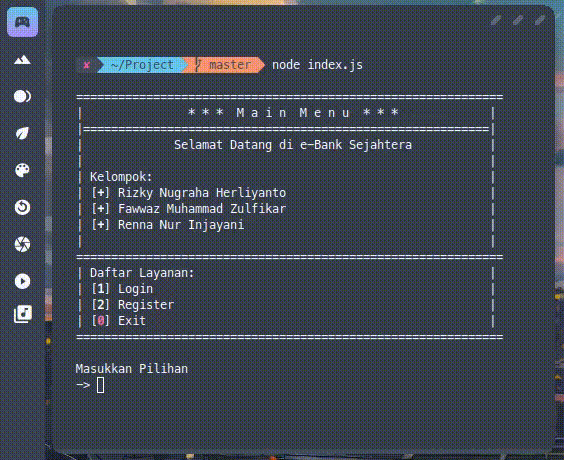 ✘ ~/Project master node index.js
==============================================================
| * * * M a i n  M e n u * * * |
|==========================================================|
| Selamat Datang di e-Bank Sejahtera |
| |
| Kelompok: |
| [+] Rizky Nugraha Herliyanto |
| [+] Fawwaz Muhammad Zulfikar |
| [+] Renna Nur Injayani |
| |
==============================================================
| Daftar Layanan: |
| [1] Login |
| [2] Register |
| [0] Exit |
==============================================================
Masukkan Pilihan
->